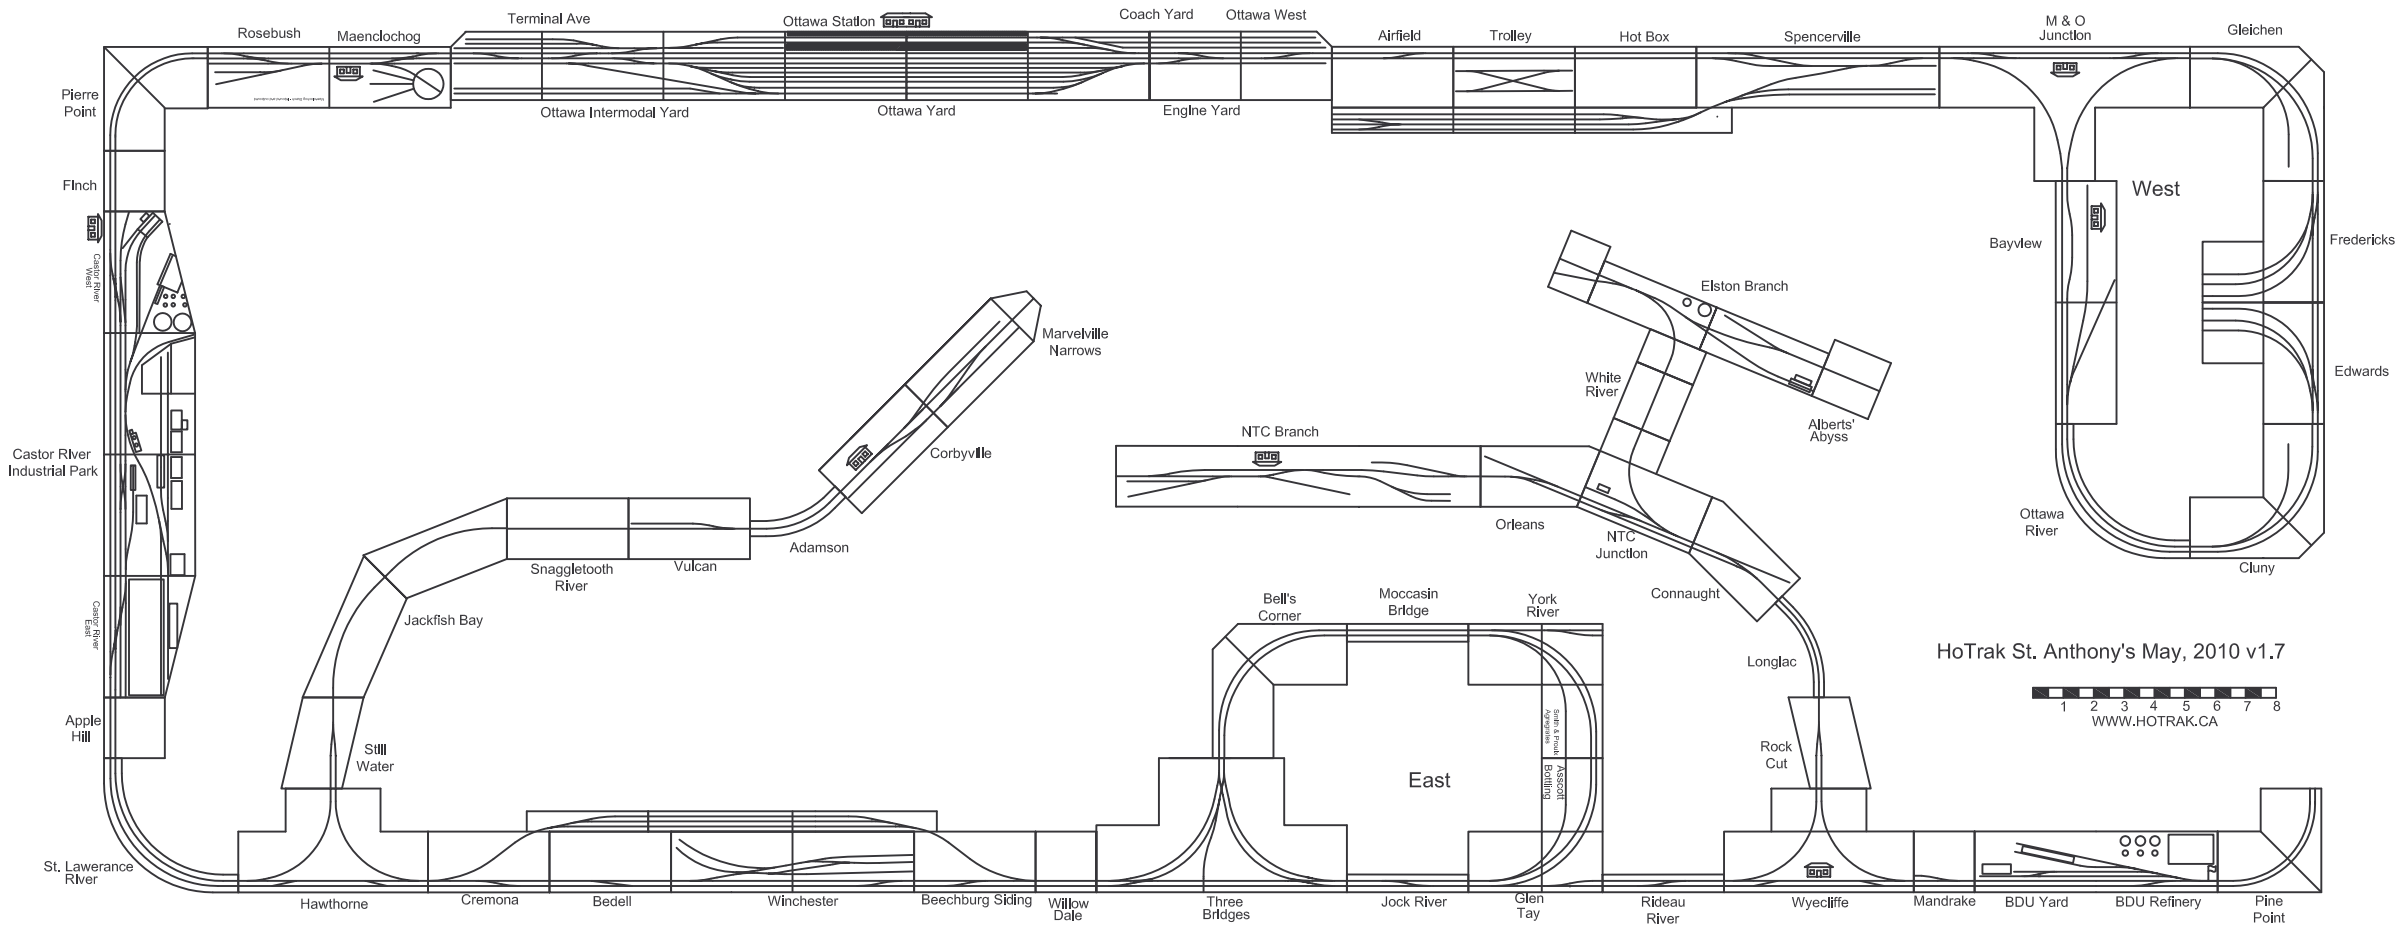 Terminal Ave
Ottawa Station
Coach Yard
Ottawa West
Rosebush
Maenclochog
Airfield
Trolley
Hot Box
Spencerville
M & O
Junction
Gleichen
Pierre
Point
Ottawa Intermodal Yard
Ottawa Yard
Engine Yard
Finch
West
Castor River
West
Bayview
Fredericks
Elston Branch
Marvelville
Narrows
White
River
Edwards
Alberts'
Abyss
NTC Branch
Corbyville
Castor River
Industrial Park
Orleans
NTC
Junction
Ottawa
River
Adamson
Snaggletooth
River
Vulcan
Cluny
Connaught
Bell's
Corner
Moccasin
Bridge
York
River
Jackfish Bay
Castor River
East
Longlac
HoTrak St. Anthony's May, 2010 v1.7
1 2 3 4 5 6 7 8
WWW.HOTRAK.CA
Apple
Hill
Still
Water
Smith & Proulx
Agregrates
Rock
Cut
East
Asscott
Bottling
St. Lawerance
River
Hawthorne
Cremona
Bedell
Winchester
Beechburg Siding
Willow
Dale
Three
Bridges
Jock River
Glen
Tay
Rideau
River
Wyecliffe
Mandrake
BDU Yard
BDU Refinery
Pine
Point